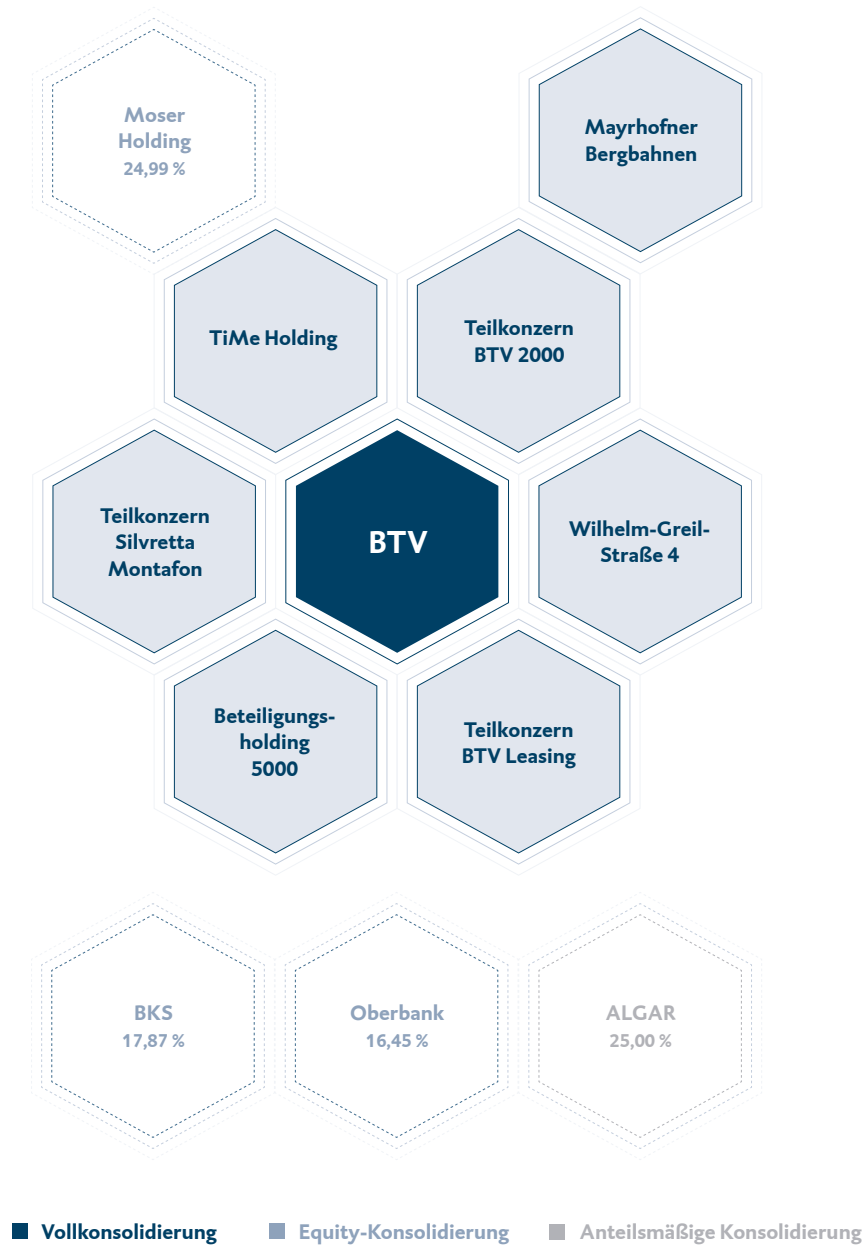 Moser
Holding
24,99 %
Mayrhofner
Bergbahnen
TiMe Holding
Teilkonzern
BTV 2000
Teilkonzern
Silvretta
Montafon
BTV
Wilhelm-Greil-
Straße 4
Beteiligungs-
holding
5000
Teilkonzern
BTV Leasing
BKS
17,87 %
Oberbank
16,45 %
ALGAR
25,00 %
Vollkonsolidierung
Equity-Konsolidierung
Anteilsmäßige Konsolidierung